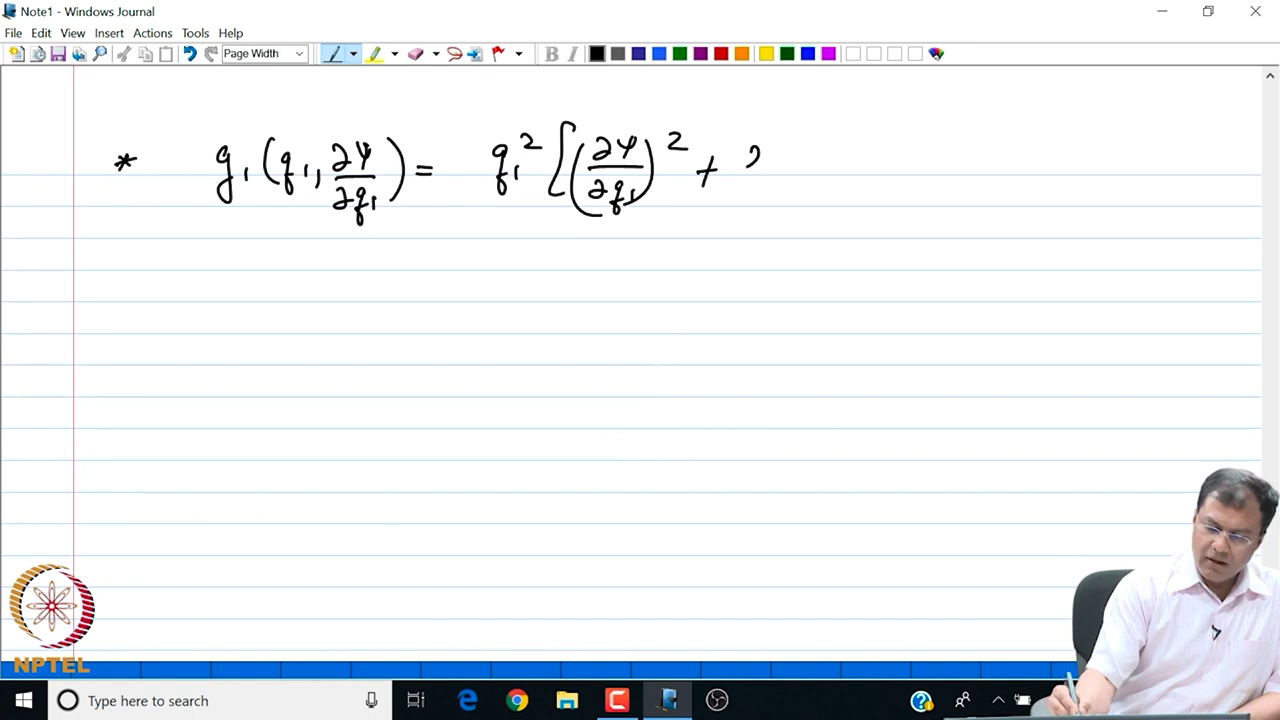 Note1 - Windows Journal
File Edit View Insert Actions Tools Help
Page Width B I
* g₁(q₁, ∂ψ/∂q₁) = q₁² [(∂ψ/∂q₁)² +
NPTEL
Type here to search